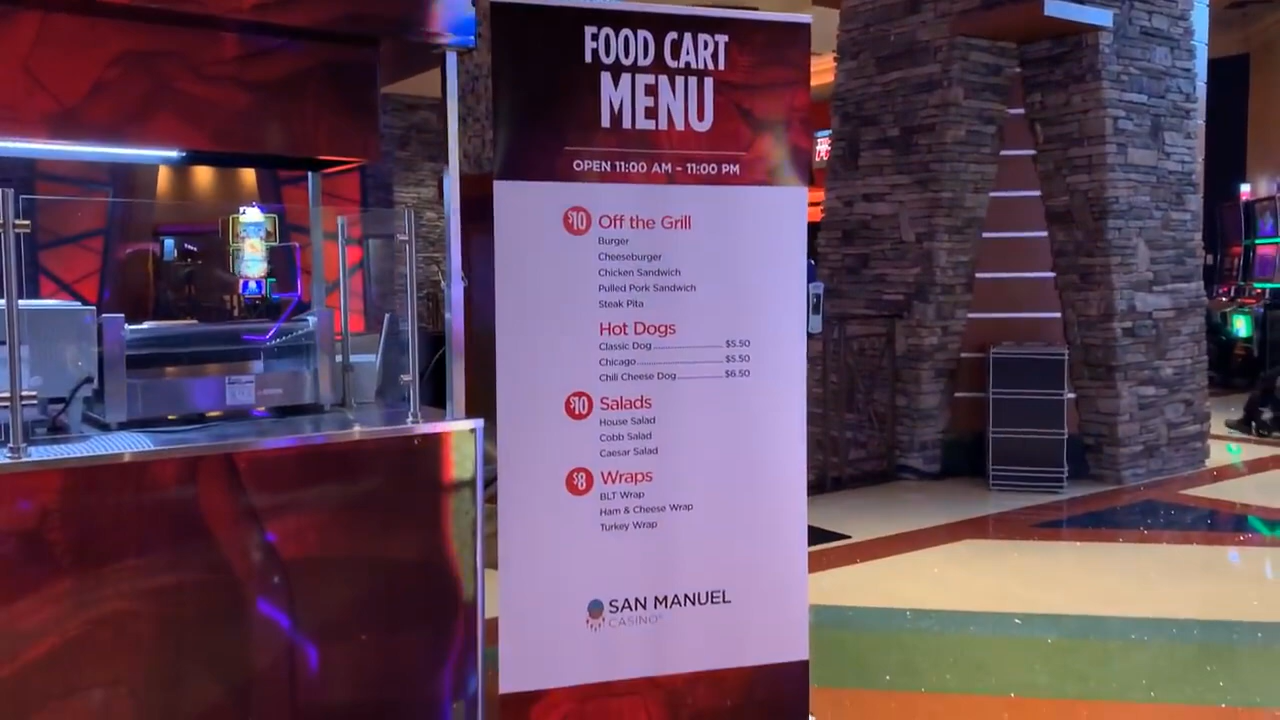 FOOD CART
MENU
OPEN 11:00 AM – 11:00 PM
$10 Off the Grill
Burger
Cheeseburger
Chicken Sandwich
Pulled Pork Sandwich
Steak Pita
Hot Dogs
Classic Dog $5.50
Chicago $5.50
Chili Cheese Dog $6.50
$10 Salads
House Salad
Cobb Salad
Caesar Salad
$8 Wraps
BLT Wrap
Ham & Cheese Wrap
Turkey Wrap
SAN MANUEL
CASINO®